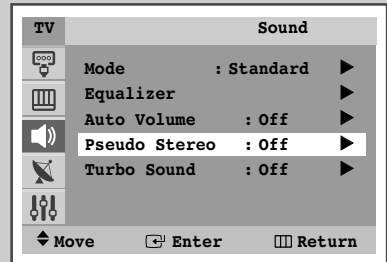 TV Sound
Mode : Standard ▶
Equalizer ▶
Auto Volume : Off ▶
Pseudo Stereo : Off ▶
Turbo Sound : Off ▶
Move Enter Return